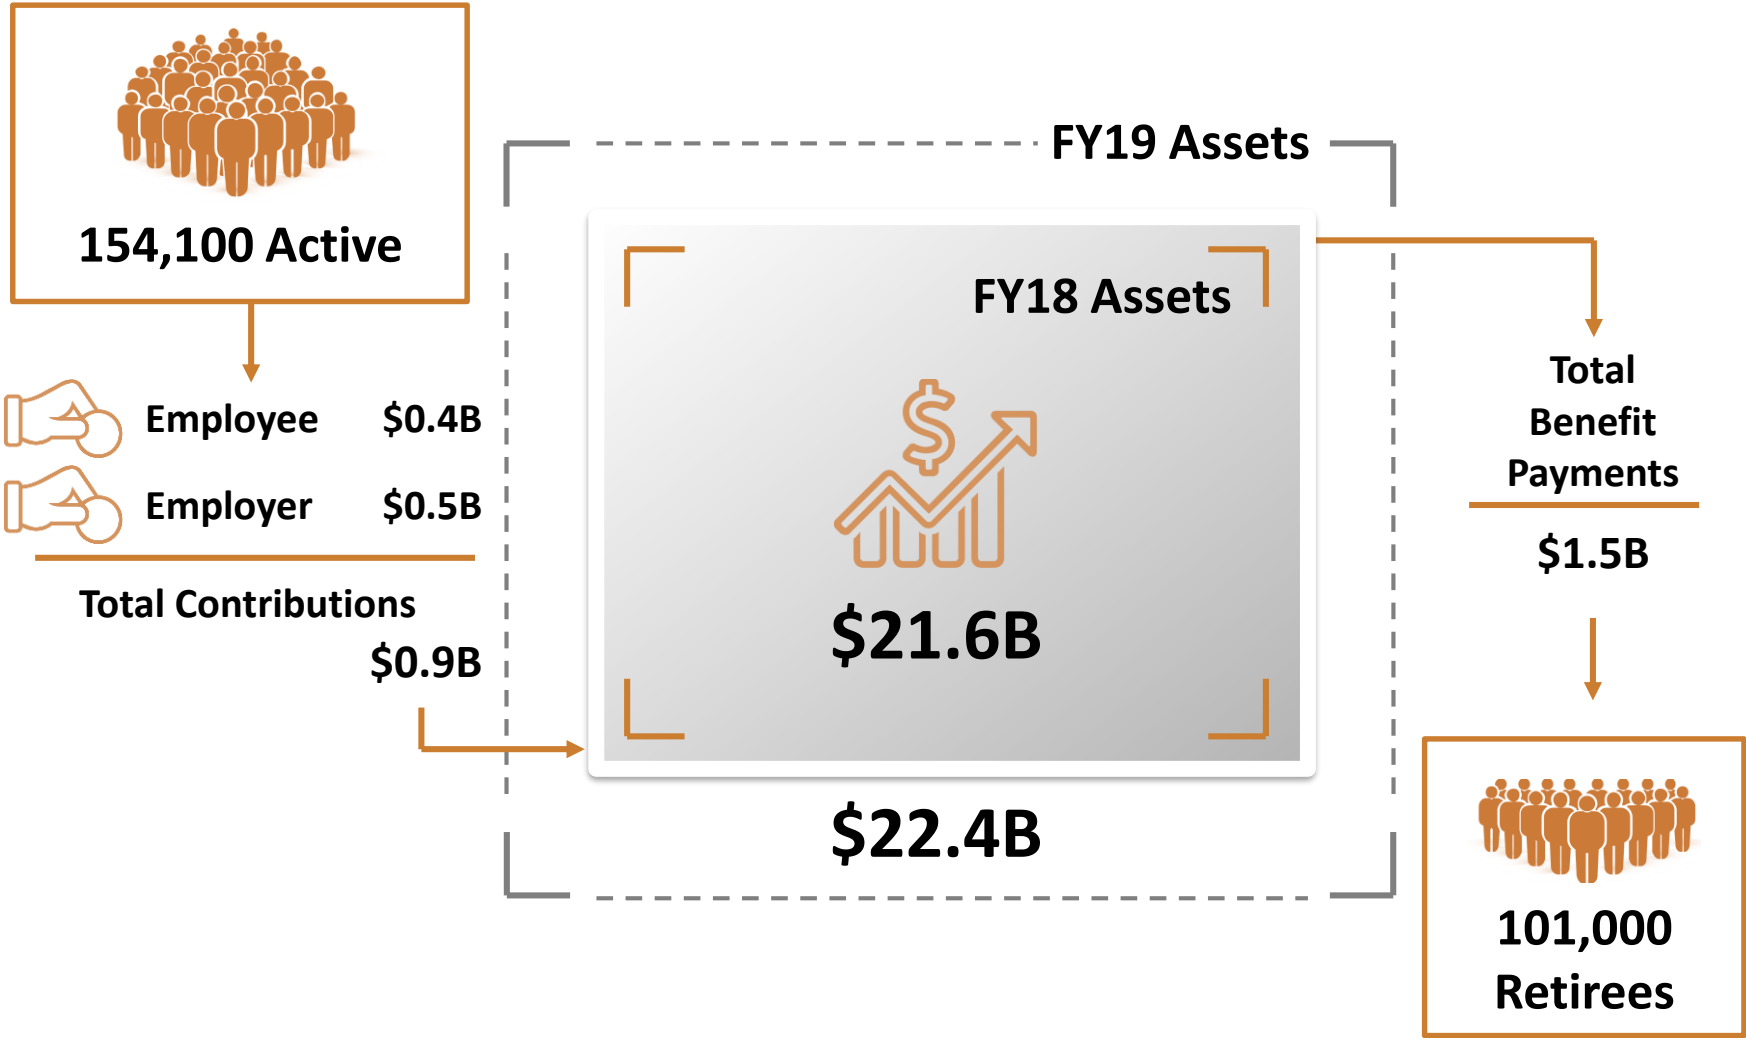 154,100 Active
Employee $0.4B
Employer $0.5B
Total Contributions
$0.9B
FY19 Assets
FY18 Assets
$21.6B
$22.4B
Total
Benefit
Payments
$1.5B
101,000
Retirees